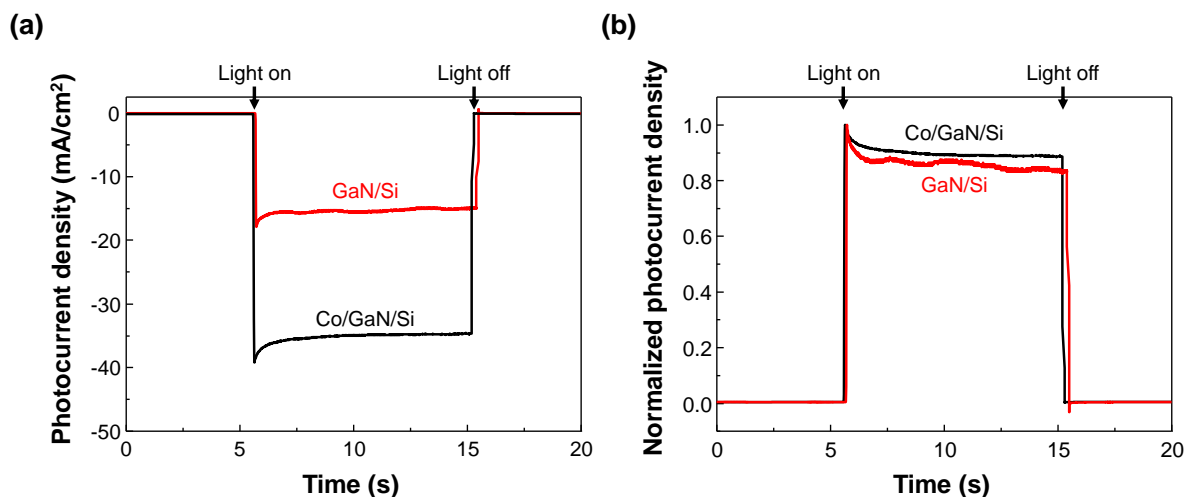 (a)
Light on
Light off
Photocurrent density (mA/cm²)
0
-10
-20
-30
-40
-50
GaN/Si
Co/GaN/Si
0
5
10
15
20
Time (s)
(b)
Light on
Light off
Normalized photocurrent density
1.0
0.8
0.6
0.4
0.2
0.0
Co/GaN/Si
GaN/Si
0
5
10
15
20
Time (s)